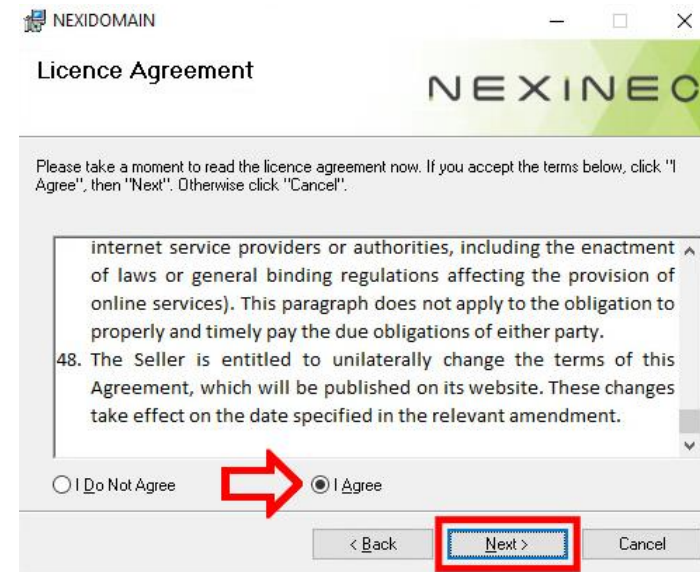 NEXIDOMAIN
Licence Agreement
NEXINEO
Please take a moment to read the licence agreement now. If you accept the terms below, click "I
Agree", then "Next". Otherwise click "Cancel".
internet service providers or authorities, including the enactment
of laws or general binding regulations affecting the provision of
online services). This paragraph does not apply to the obligation to
properly and timely pay the due obligations of either party.
48. The Seller is entitled to unilaterally change the terms of this
Agreement, which will be published on its website. These changes
take effect on the date specified in the relevant amendment.
I Do Not Agree
I Agree
< Back
Next >
Cancel